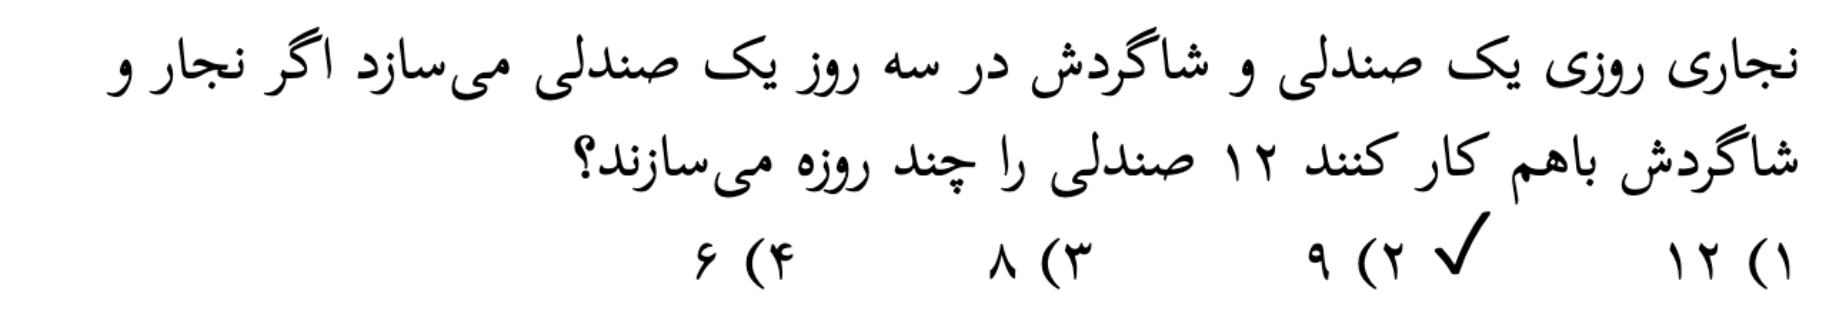 نجاری روزی یک صندلی و شاگردش در سه روز یک صندلی می‌سازد اگر نجار و
شاگردش باهم کار کنند ۱۲ صندلی را چند روزه می‌سازند؟
۱) ۱۲ ✓ ۲) ۹ ۳) ۸ ۴) ۶